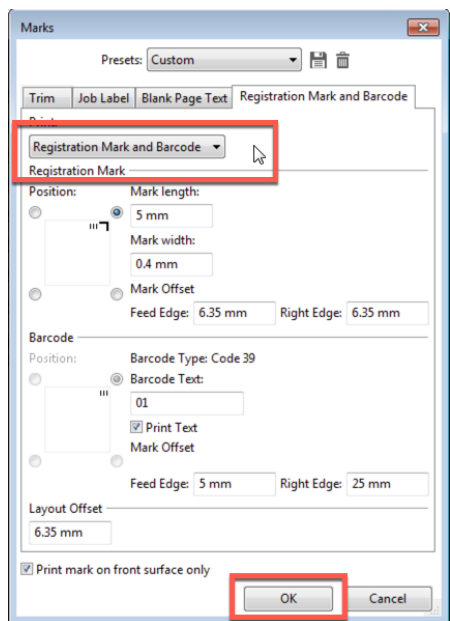 Marks
Presets: Custom
Trim Job Label Blank Page Text Registration Mark and Barcode
Print
Registration Mark and Barcode
Registration Mark
Position: Mark length:
5 mm
Mark width:
0.4 mm
Mark Offset
Feed Edge: 6.35 mm Right Edge: 6.35 mm
Barcode
Position: Barcode Type: Code 39
Barcode Text:
01
Print Text
Mark Offset
Feed Edge: 5 mm Right Edge: 25 mm
Layout Offset
6.35 mm
Print mark on front surface only
OK Cancel